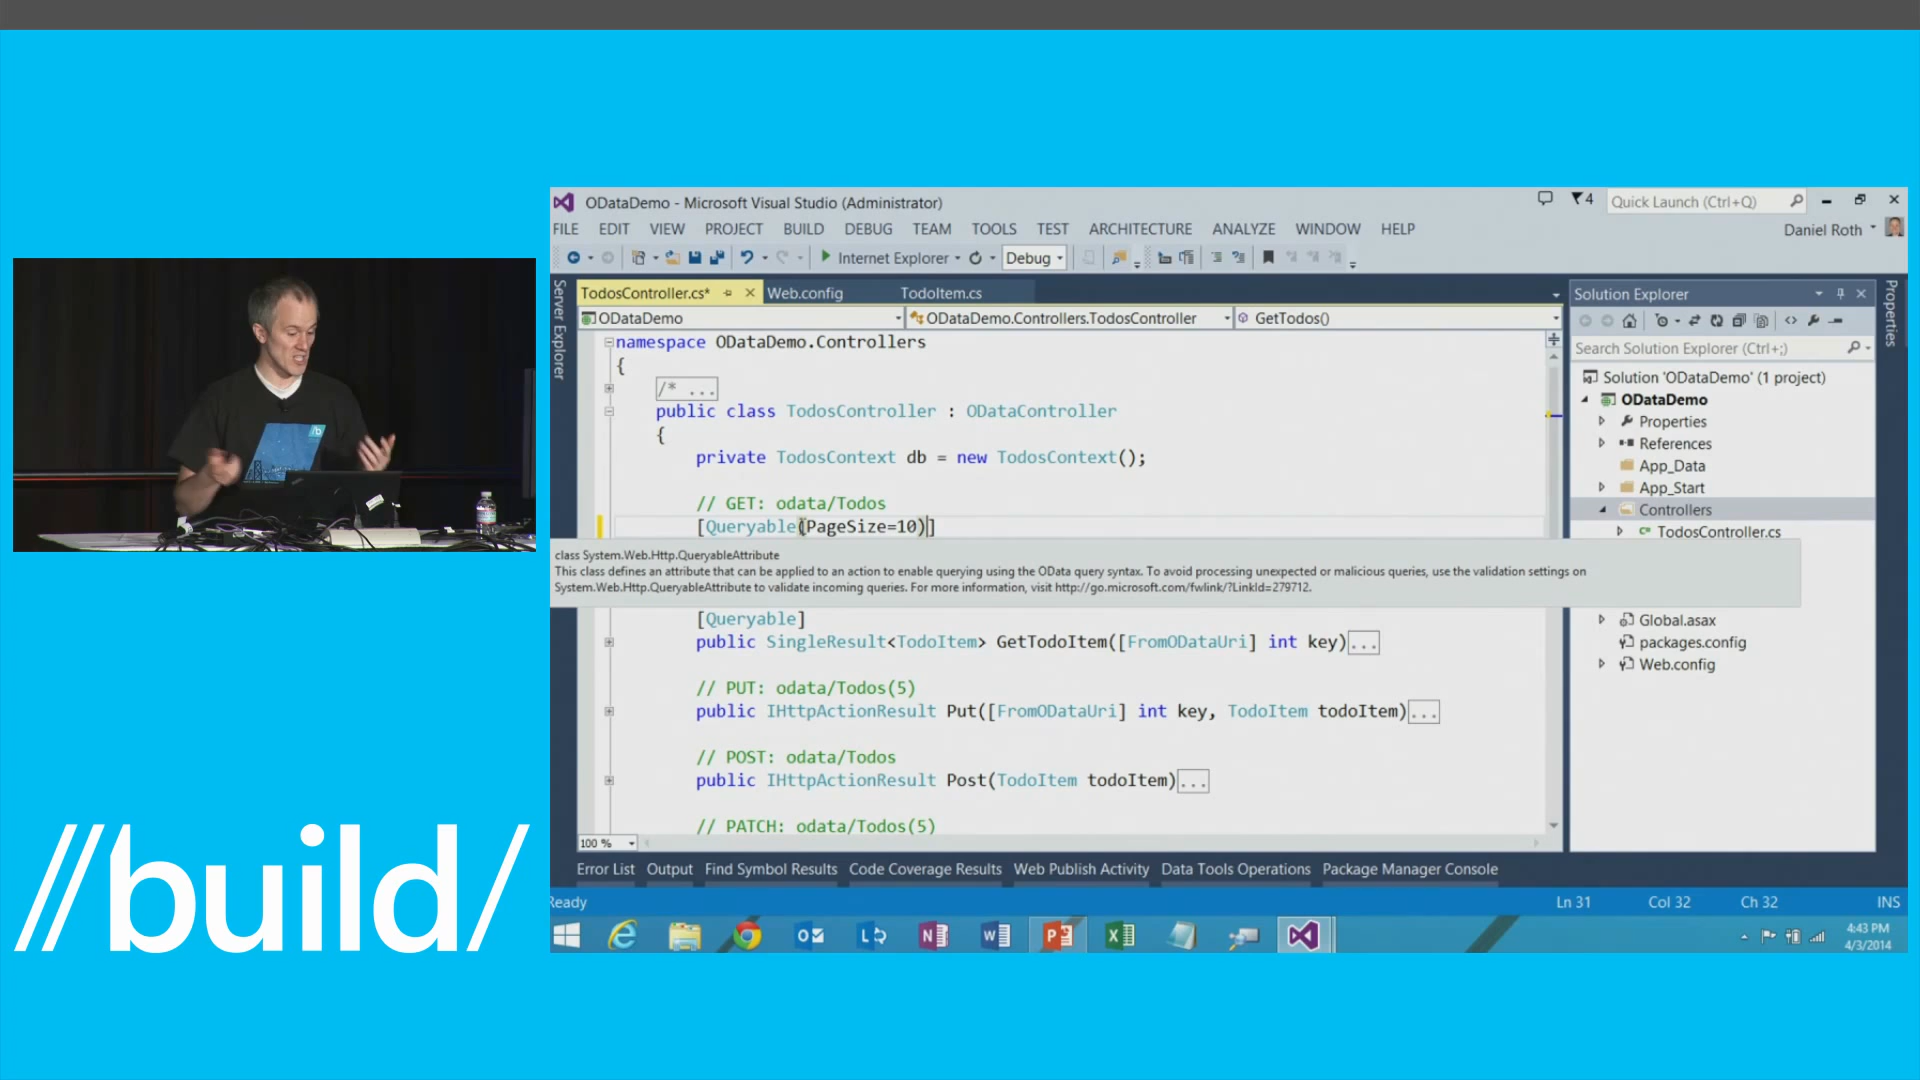 ODataDemo - Microsoft Visual Studio (Administrator)
4
Quick Launch (Ctrl+Q)
FILE EDIT VIEW PROJECT BUILD DEBUG TEAM TOOLS TEST ARCHITECTURE ANALYZE WINDOW HELP
Daniel Roth
Internet Explorer
Debug
Server Explorer
TodosController.cs*
Web.config
TodoItem.cs
ODataDemo
ODataDemo.Controllers.TodosController
GetTodos()
namespace ODataDemo.Controllers
{
/* ...
public class TodosController : ODataController
{
private TodosContext db = new TodosContext();
// GET: odata/Todos
[Queryable(PageSize=10)]
class System.Web.Http.QueryableAttribute
This class defines an attribute that can be applied to an action to enable querying using the OData query syntax. To avoid processing unexpected or malicious queries, use the validation settings on
System.Web.Http.QueryableAttribute to validate incoming queries. For more information, visit http://go.microsoft.com/fwlink/?LinkId=279712.
[Queryable]
public SingleResult<TodoItem> GetTodoItem([FromODataUri] int key)...
// PUT: odata/Todos(5)
public IHttpActionResult Put([FromODataUri] int key, TodoItem todoItem)...
// POST: odata/Todos
public IHttpActionResult Post(TodoItem todoItem)...
// PATCH: odata/Todos(5)
100 %
Solution Explorer
Search Solution Explorer (Ctrl+;)
Solution 'ODataDemo' (1 project)
ODataDemo
Properties
References
App_Data
App_Start
Controllers
TodosController.cs
Global.asax
packages.config
Web.config
Properties
Error List Output Find Symbol Results Code Coverage Results Web Publish Activity Data Tools Operations Package Manager Console
Ready
Ln 31
Col 32
Ch 32
INS
4:43 PM
4/3/2014
//build/